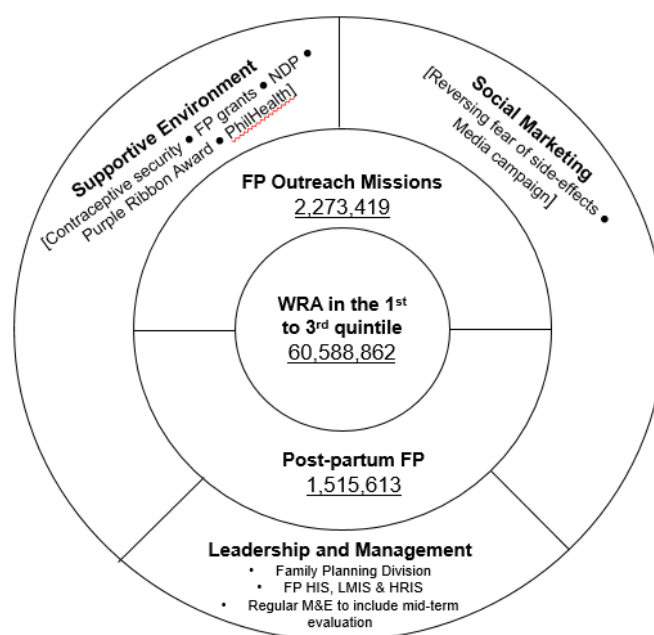 Supportive Environment
[Contraceptive security ● FP grants ● NDP ●
Purple Ribbon Award ● PhilHealth]
Social Marketing
[Reversing fear of side-effects ●
Media campaign]
FP Outreach Missions
2,273,419
WRA in the 1st
to 3rd quintile
60,588,862
Post-partum FP
1,515,613
Leadership and Management
• Family Planning Division
• FP HIS, LMIS & HRIS
• Regular M&E to include mid-term
evaluation